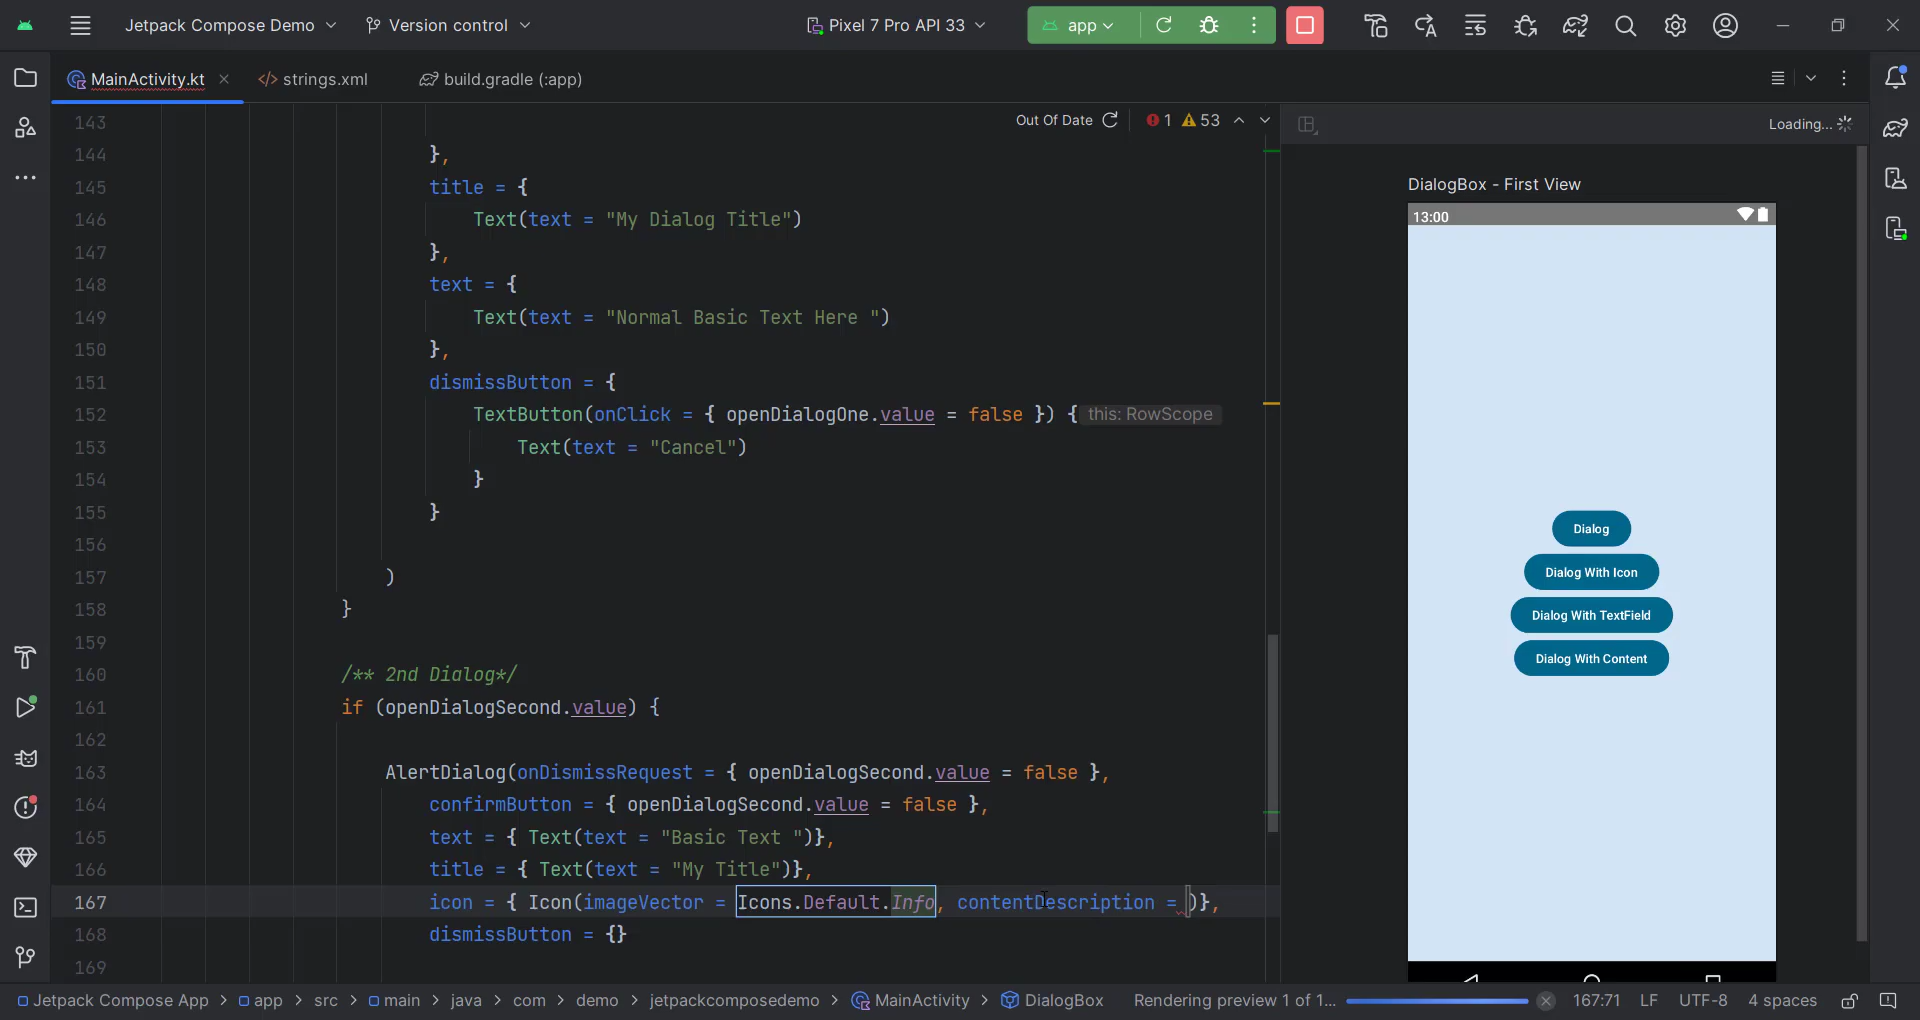 Jetpack Compose Demo
Version control
Pixel 7 Pro API 33
app
MainActivity.kt
strings.xml
build.gradle (:app)
Out Of Date
1 53
Loading...
143
144 },
145 title = {
146 Text(text = "My Dialog Title")
147 },
148 text = {
149 Text(text = "Normal Basic Text Here ")
150 },
151 dismissButton = {
152 TextButton(onClick = { openDialogOne.value = false }) { this: RowScope
153 Text(text = "Cancel")
154 }
155 }
156
157 )
158 }
159
160 /** 2nd Dialog*/
161 if (openDialogSecond.value) {
162
163 AlertDialog(onDismissRequest = { openDialogSecond.value = false },
164 confirmButton = { openDialogSecond.value = false },
165 text = { Text(text = "Basic Text ")},
166 title = { Text(text = "My Title")},
167 icon = { Icon(imageVector = Icons.Default.Info, contentDescription = )},
168 dismissButton = {}
169
DialogBox - First View
13:00
Dialog
Dialog With Icon
Dialog With TextField
Dialog With Content
Jetpack Compose App > app > src > main > java > com > demo > jetpackcomposedemo > MainActivity > DialogBox
Rendering preview 1 of 1...
167:71 LF UTF-8 4 spaces